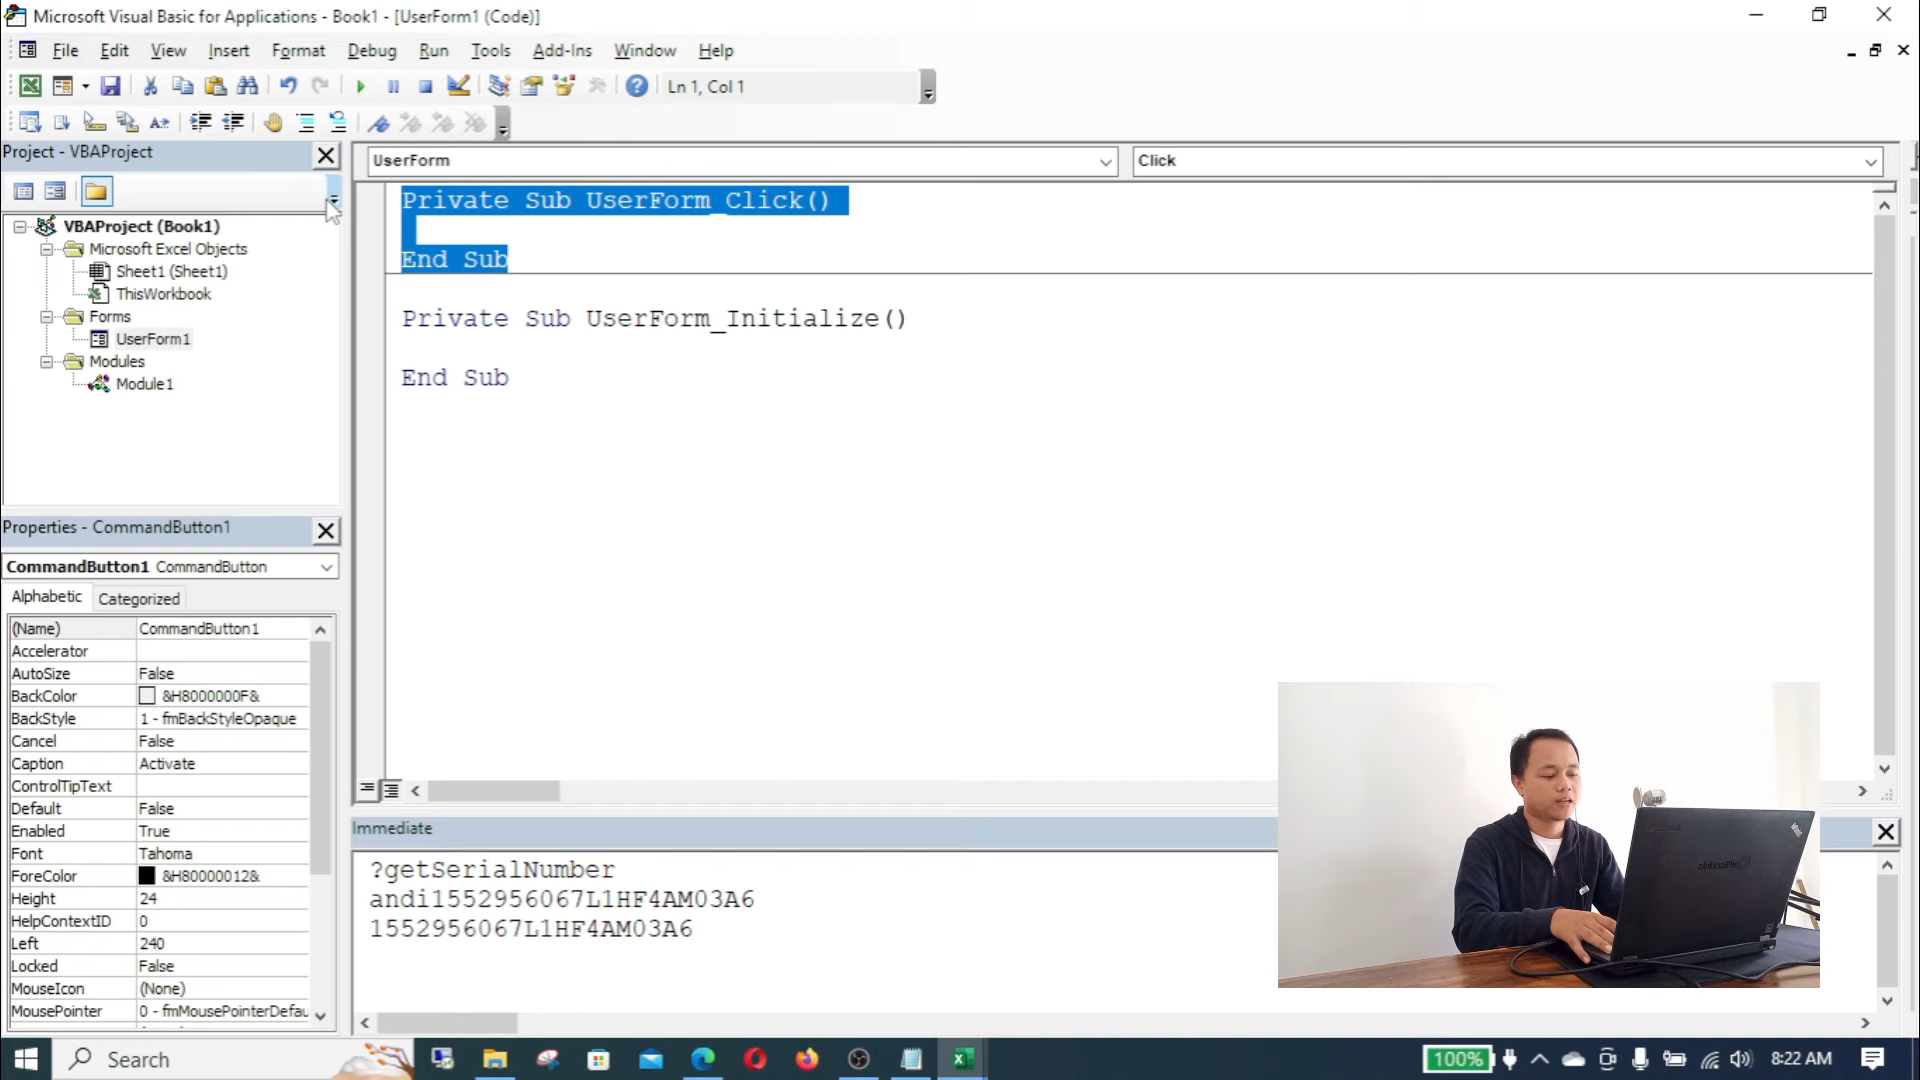 Microsoft Visual Basic for Applications - Book1 - [UserForm1 (Code)]
File Edit View Insert Format Debug Run Tools Add-Ins Window Help
Ln 1, Col 1
Project - VBAProject
UserForm
Click
VBAProject (Book1)
Microsoft Excel Objects
Sheet1 (Sheet1)
ThisWorkbook
Forms
UserForm1
Modules
Module1
Private Sub UserForm_Click()
End Sub
Private Sub UserForm_Initialize()
End Sub
Properties - CommandButton1
CommandButton1 CommandButton
Alphabetic Categorized
(Name) CommandButton1
Accelerator
AutoSize False
BackColor &H8000000F&
BackStyle 1 - fmBackStyleOpaque
Cancel False
Caption Activate
ControlTipText
Default False
Enabled True
Font Tahoma
ForeColor &H80000012&
Height 24
HelpContextID 0
Left 240
Locked False
MouseIcon (None)
MousePointer 0 - fmMousePointerDefau
Immediate
?getSerialNumber
andi1552956067L1HF4AM03A6
1552956067L1HF4AM03A6
Search
100%
8:22 AM